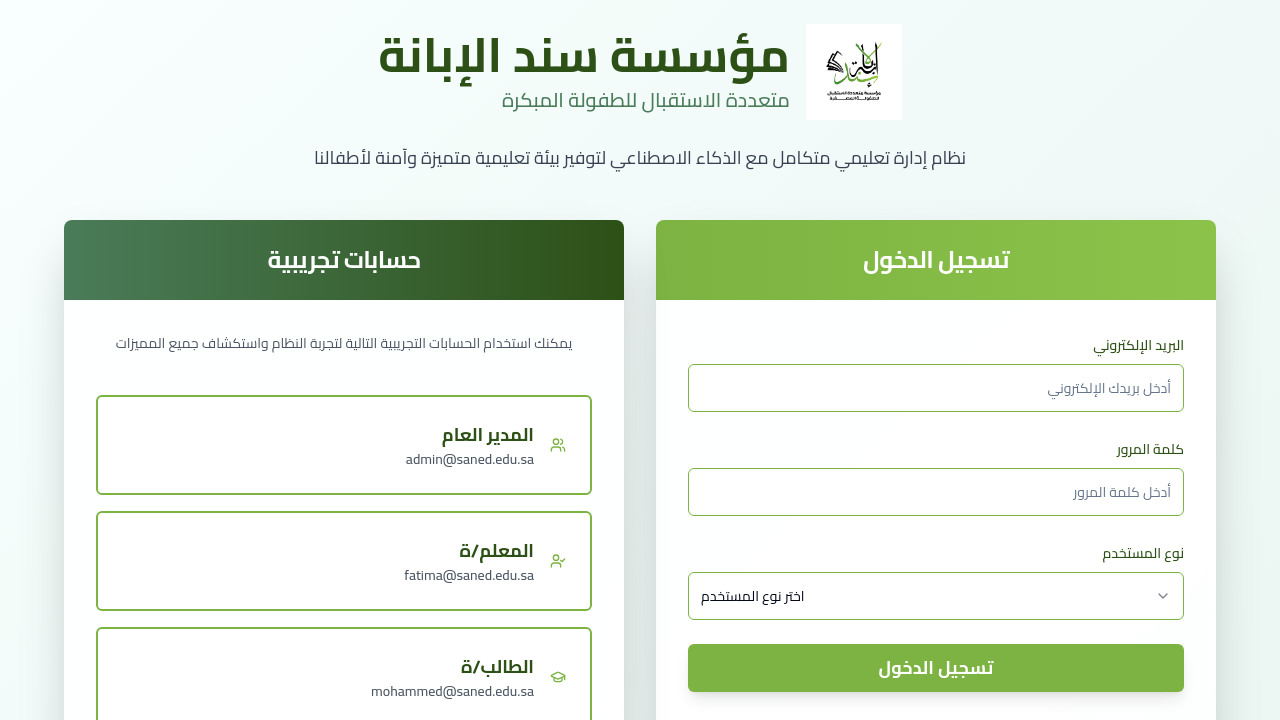 مؤسسة سند الإبانة
متعددة الاستقبال للطفولة المبكرة
نظام إدارة تعليمي متكامل مع الذكاء الاصطناعي لتوفير بيئة تعليمية متميزة وآمنة لأطفالنا
تسجيل الدخول
البريد الإلكتروني
أدخل بريدك الإلكتروني
كلمة المرور
أدخل كلمة المرور
نوع المستخدم
اختر نوع المستخدم
تسجيل الدخول
حسابات تجريبية
يمكنك استخدام الحسابات التجريبية التالية لتجربة النظام واستكشاف جميع المميزات
المدير العام
admin@saned.edu.sa
المعلم/ة
fatima@saned.edu.sa
الطالب/ة
mohammed@saned.edu.sa